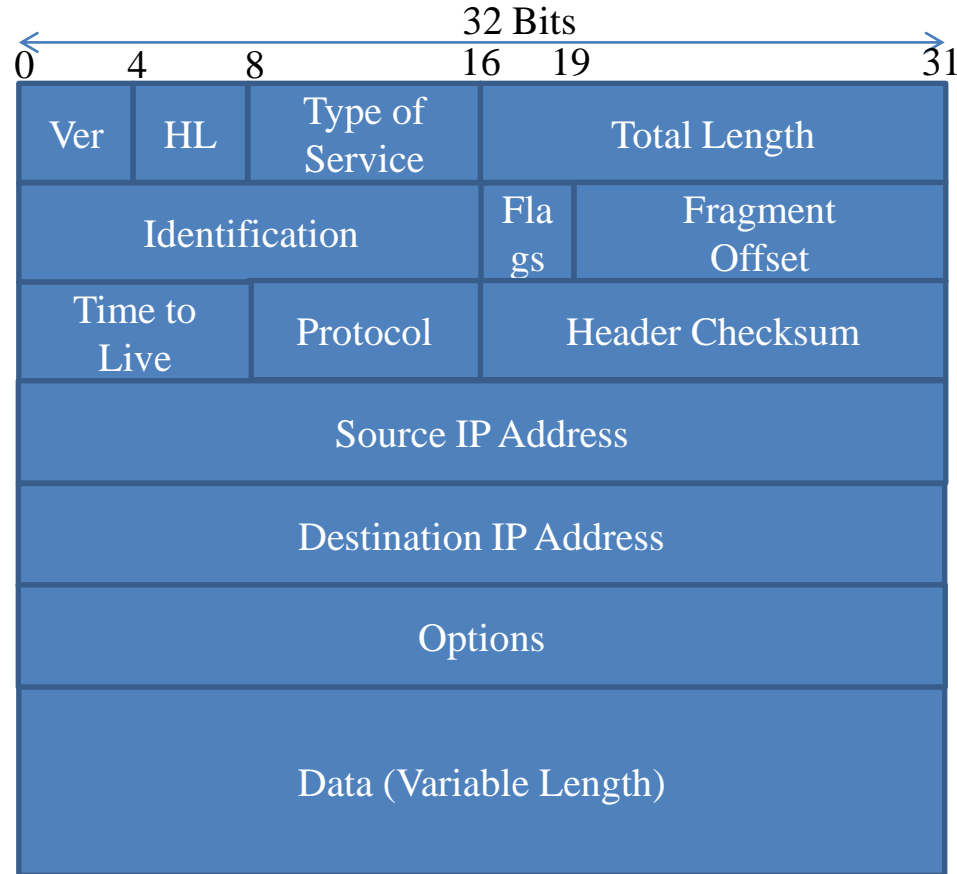 32 Bits
0 4 8 16 19 31
Ver HL Type of Service Total Length
Identification Fla gs Fragment Offset
Time to Live Protocol Header Checksum
Source IP Address
Destination IP Address
Options
Data (Variable Length)